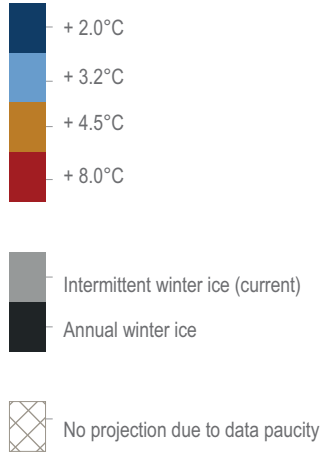 + 2.0°C
+ 3.2°C
+ 4.5°C
+ 8.0°C
Intermittent winter ice (current)
Annual winter ice
No projection due to data paucity